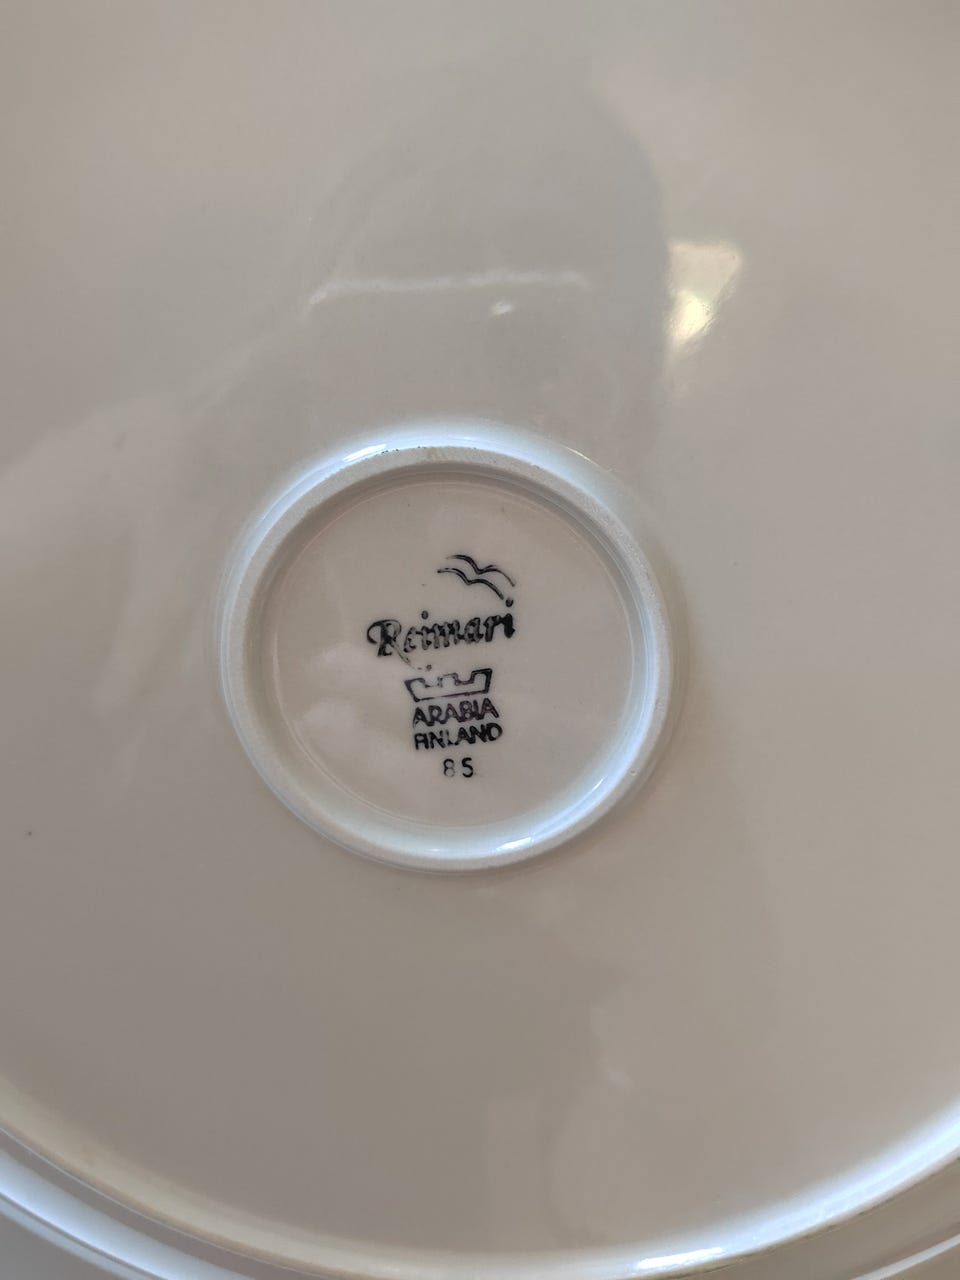 Reimari
ARABIA
FINLAND
85